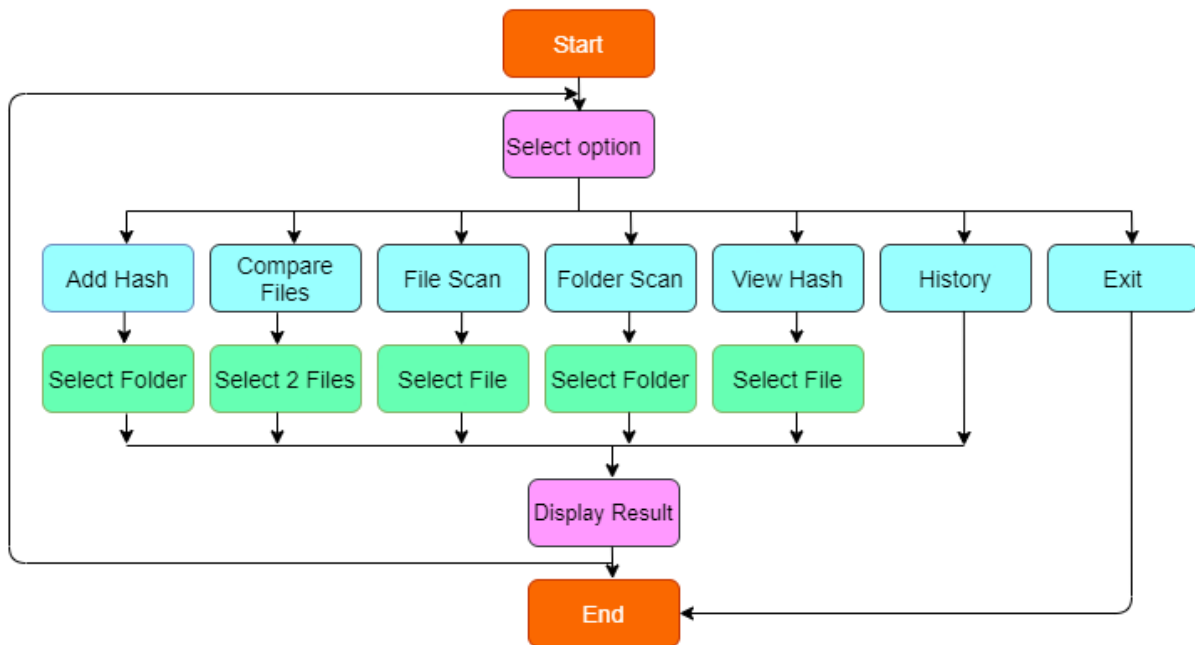 Start
Select option
Add Hash
Compare
Files
File Scan
Folder Scan
View Hash
History
Exit
Select Folder
Select 2 Files
Select File
Select Folder
Select File
Display Result
End